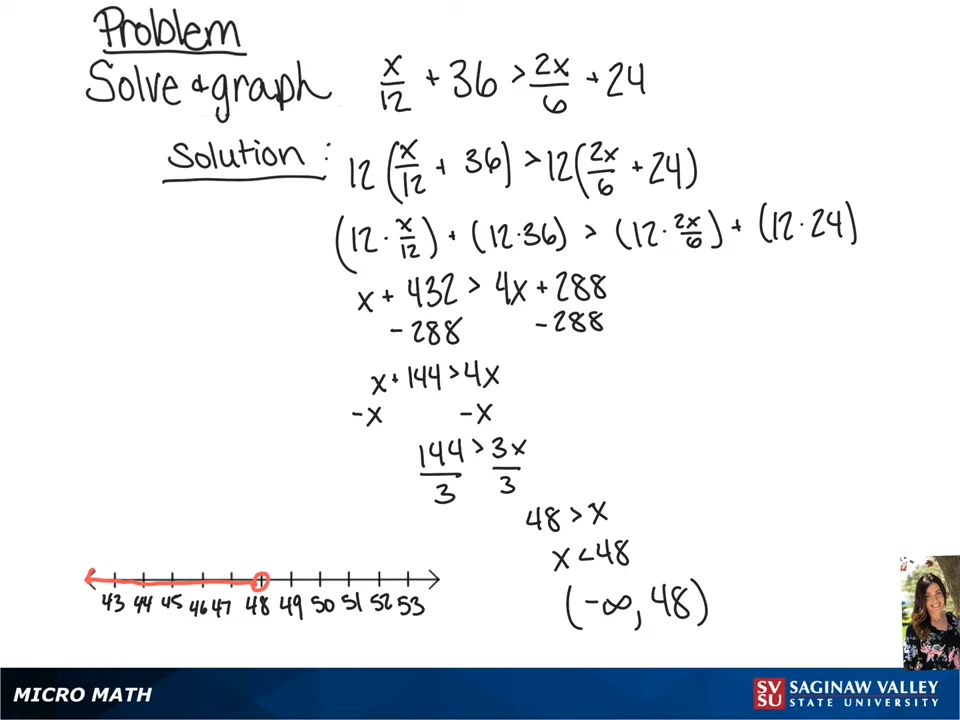 Problem
Solve & graph x/12 + 36 > 2x/6 + 24
Solution : 12 (x/12 + 36) > 12 (2x/6 + 24)
(12 · x/12) + (12 · 36) > (12 · 2x/6) + (12 · 24)
x + 432 > 4x + 288
-288 -288
x + 144 > 4x
-x -x
144/3 > 3x/3
48 > x
x < 48
(-∞, 48)
43 44 45 46 47 48 49 50 51 52 53
MICRO MATH
SV SU SAGINAW VALLEY
STATE UNIVERSITY